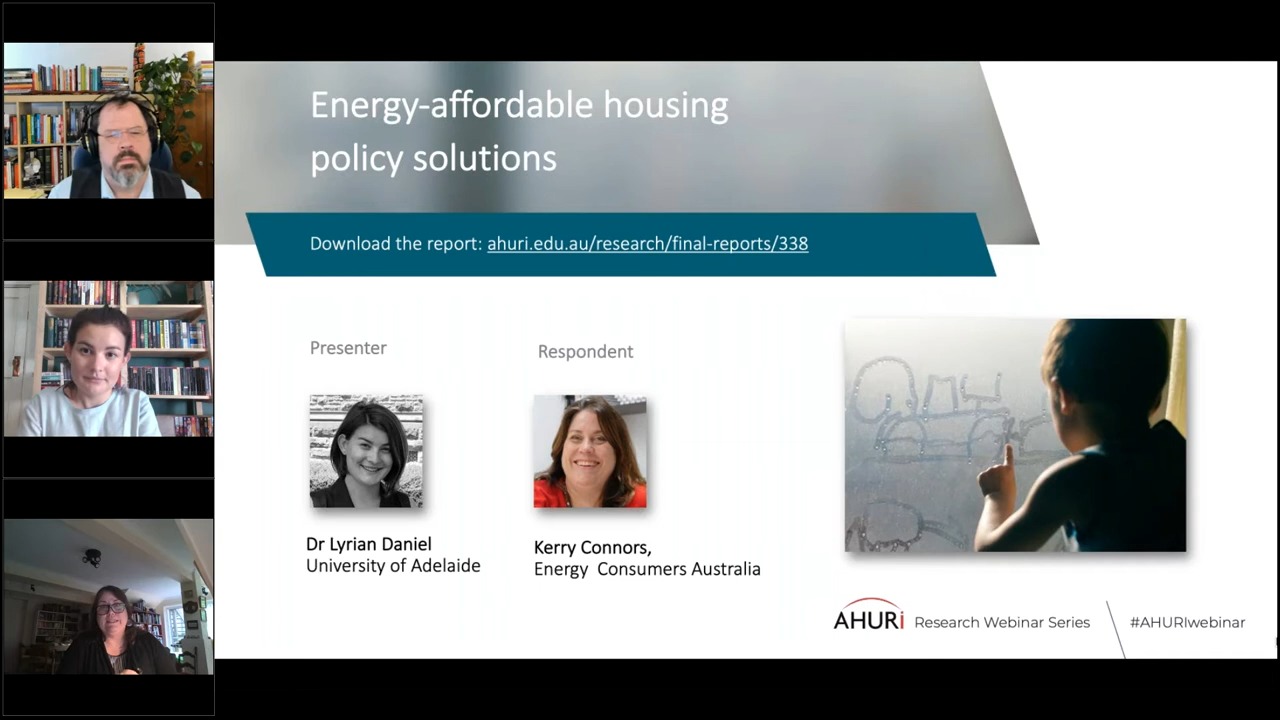 Energy-affordable housing
policy solutions
Download the report: ahuri.edu.au/research/final-reports/338
Presenter
Respondent
Dr Lyrian Daniel
University of Adelaide
Kerry Connors,
Energy Consumers Australia
AHURi Research Webinar Series #AHURIwebinar